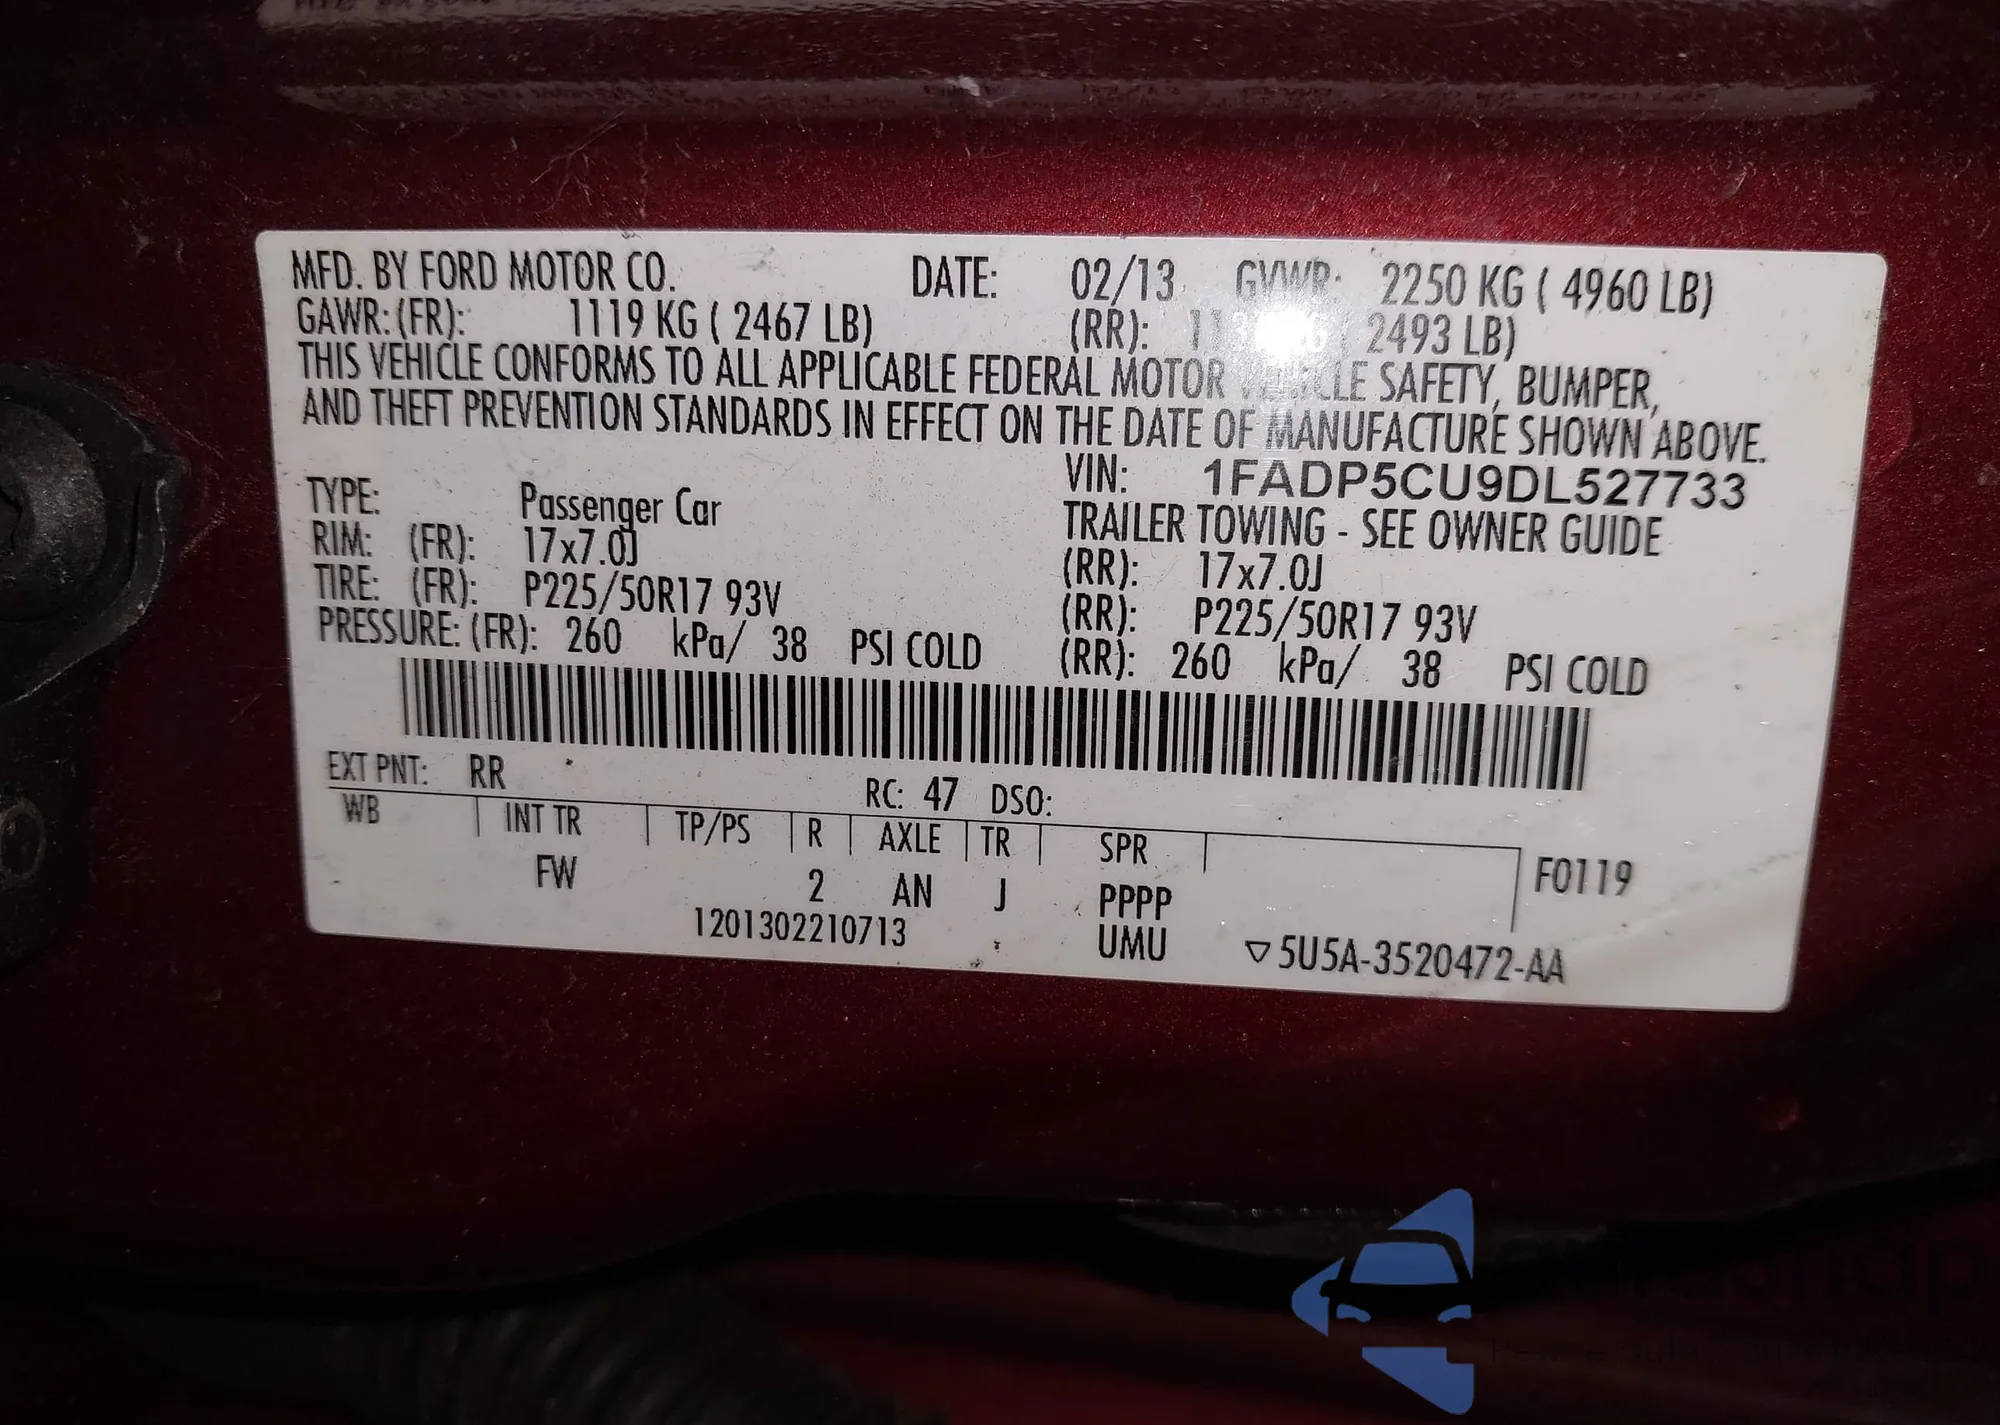 MFD. BY FORD MOTOR CO. DATE: 02/13 GVWR: 2250 KG ( 4960 LB)
GAWR: (FR): 1119 KG ( 2467 LB) (RR): ( 2493 LB)
THIS VEHICLE CONFORMS TO ALL APPLICABLE FEDERAL MOTOR VEHICLE SAFETY, BUMPER,
AND THEFT PREVENTION STANDARDS IN EFFECT ON THE DATE OF MANUFACTURE SHOWN ABOVE.
VIN: 1FADP5CU9DL527733
TYPE: Passenger Car TRAILER TOWING - SEE OWNER GUIDE
RIM: (FR): 17x7.0J (RR): 17x7.0J
TIRE: (FR): P225/50R17 93V (RR): P225/50R17 93V
PRESSURE: (FR): 260 kPa/ 38 PSI COLD (RR): 260 kPa/ 38 PSI COLD
EXT PNT: RR RC: 47 DSO:
WB INT TR TP/PS R AXLE TR SPR F0119
FW 2 AN J PPPP
1201302210713 UMU ▽5U5A-3520472-AA